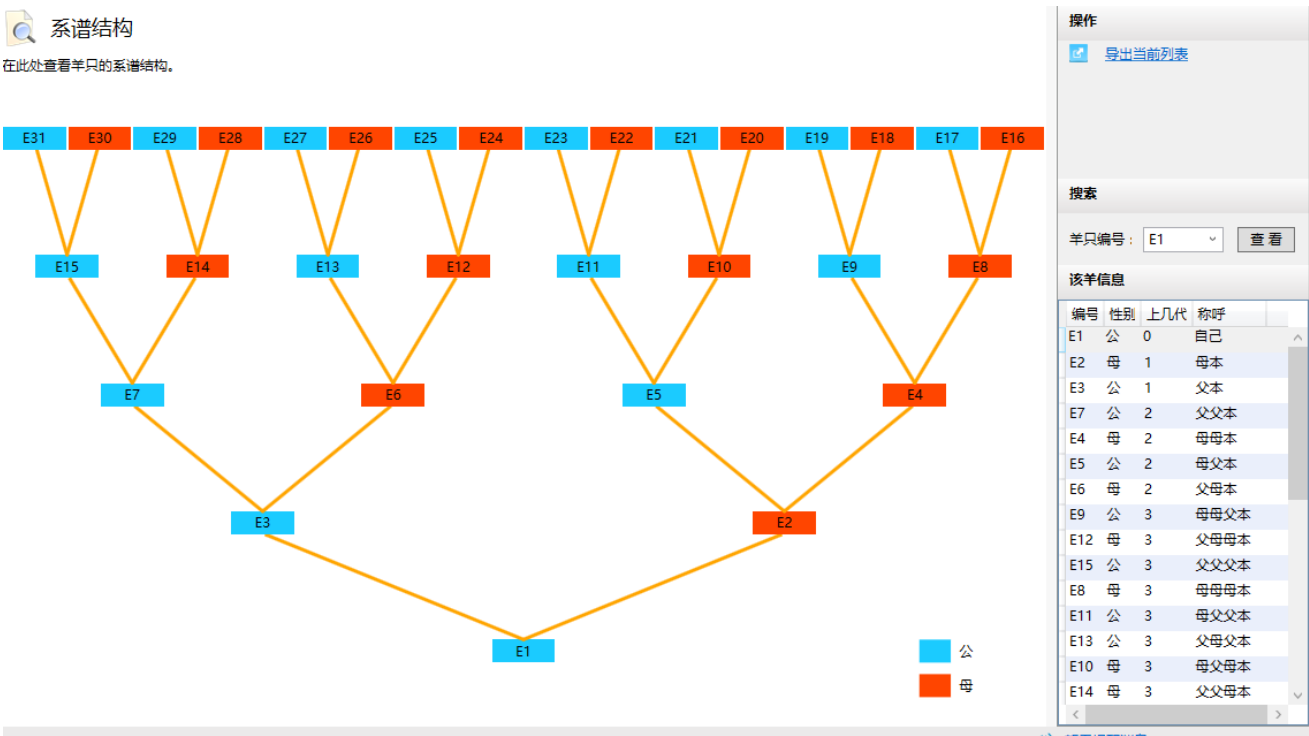 系谱结构
在此处查看羊只的系谱结构。
E31 E30 E29 E28 E27 E26 E25 E24 E23 E22 E21 E20 E19 E18 E17 E16
E15 E14 E13 E12 E11 E10 E9 E8
E7 E6 E5 E4
E3 E2
E1
公
母
操作
导出当前列表
搜索
羊只编号： E1 查看
该羊信息
编号 性别 上几代 称呼
E1 公 0 自己
E2 母 1 母本
E3 公 1 父本
E7 公 2 父父本
E4 母 2 母母本
E5 公 2 母父本
E6 母 2 父母本
E9 公 3 母母父本
E12 母 3 父母母本
E15 公 3 父父父本
E8 母 3 母母母本
E11 公 3 母父父本
E13 公 3 父母父本
E10 母 3 母父母本
E14 母 3 父父母本